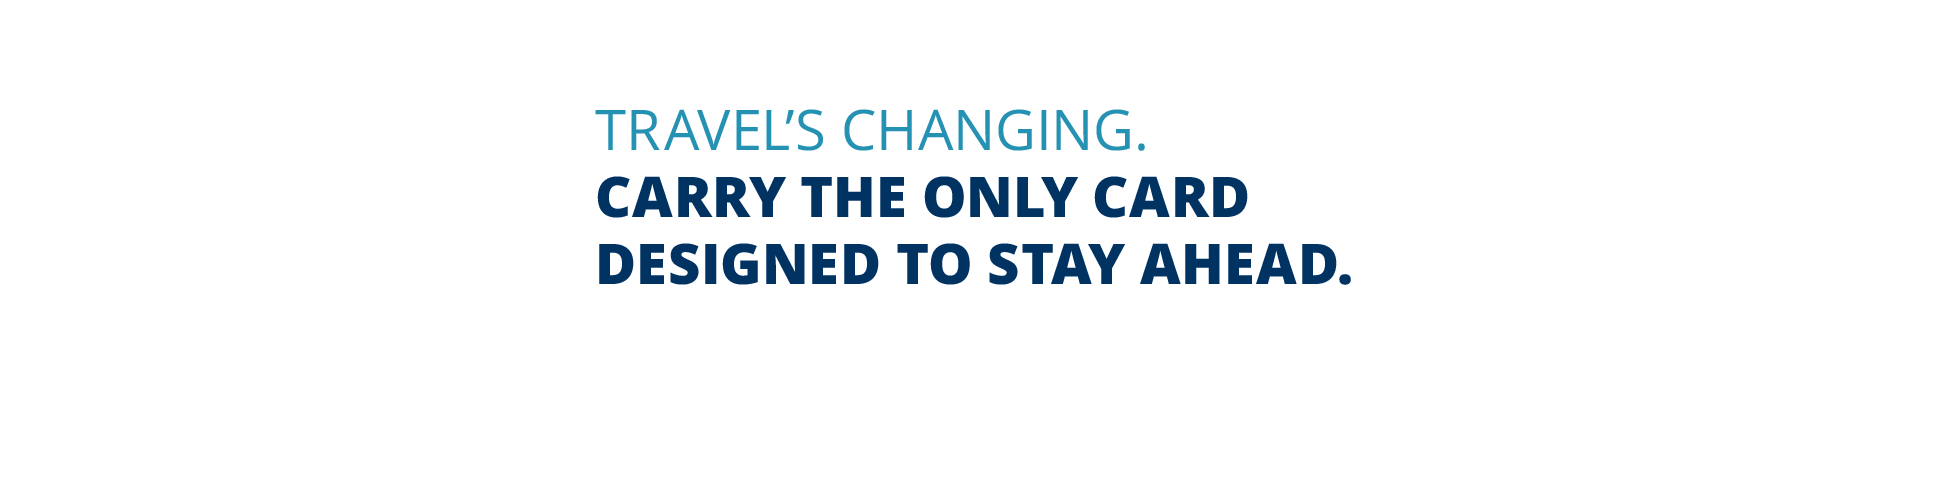 TRAVEL’S CHANGING.
CARRY THE ONLY CARD
DESIGNED TO STAY AHEAD.